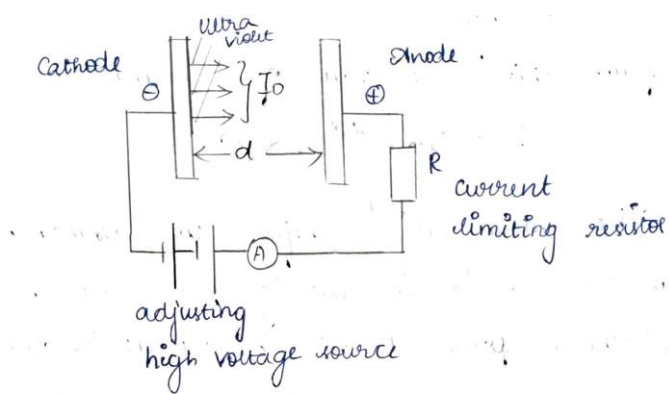 Ultra
violet
Cathode
Anode
⊖
I₀
⊕
d
R
current
limiting resistor
A
adjusting
high voltage source